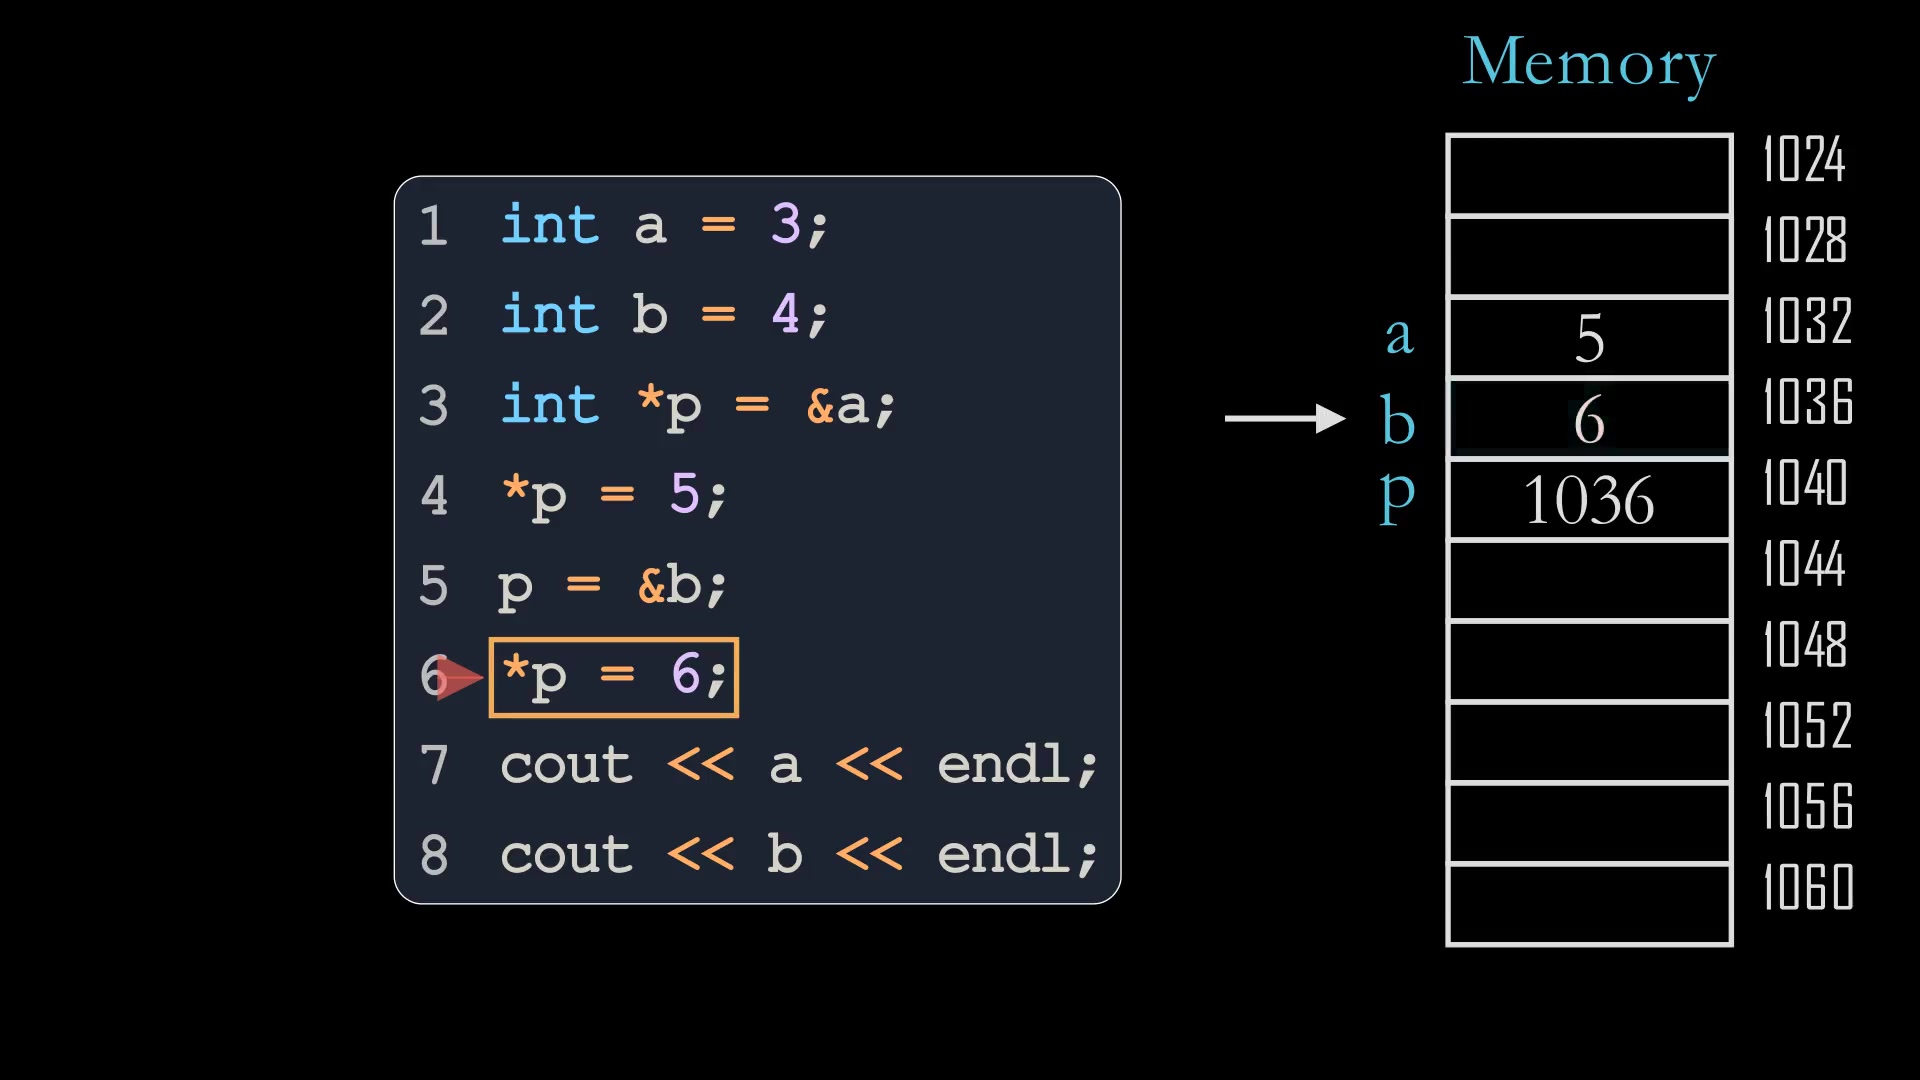 Memory
1 int a = 3;
2 int b = 4;
3 int *p = &a;
4 *p = 5;
5 p = &b;
6 *p = 6;
7 cout << a << endl;
8 cout << b << endl;
1024
1028
a 5 1032
b 6 1036
p 1036 1040
1044
1048
1052
1056
1060